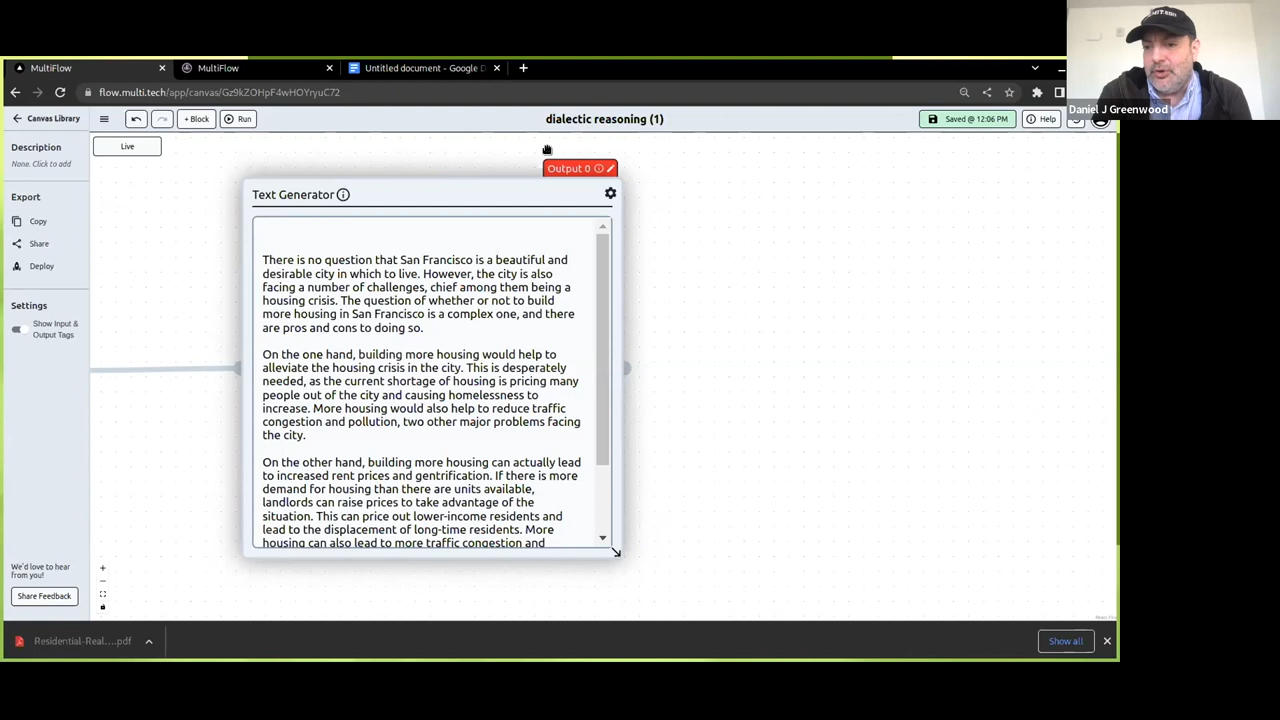 MIT.EDU
Daniel J Greenwood
MultiFlow
MultiFlow
Untitled document - Google D
flow.multi.tech/app/canvas/Gz9kZOHpF4wHOYryuC72
Canvas Library
+ Block
Run
dialectic reasoning (1)
Saved @ 12:06 PM
Help
Description
None. Click to add
Live
Output 0
Export
Copy
Share
Deploy
Settings
Show Input &
Output Tags
Text Generator
There is no question that San Francisco is a beautiful and
desirable city in which to live. However, the city is also
facing a number of challenges, chief among them being a
housing crisis. The question of whether or not to build
more housing in San Francisco is a complex one, and there
are pros and cons to doing so.
On the one hand, building more housing would help to
alleviate the housing crisis in the city. This is desperately
needed, as the current shortage of housing is pricing many
people out of the city and causing homelessness to
increase. More housing would also help to reduce traffic
congestion and pollution, two other major problems facing
the city.
On the other hand, building more housing can actually lead
to increased rent prices and gentrification. If there is more
demand for housing than there are units available,
landlords can raise prices to take advantage of the
situation. This can price out lower-income residents and
lead to the displacement of long-time residents. More
housing can also lead to more traffic congestion and
We'd love to hear
from you!
Share Feedback
Residential-Real....pdf
Show all